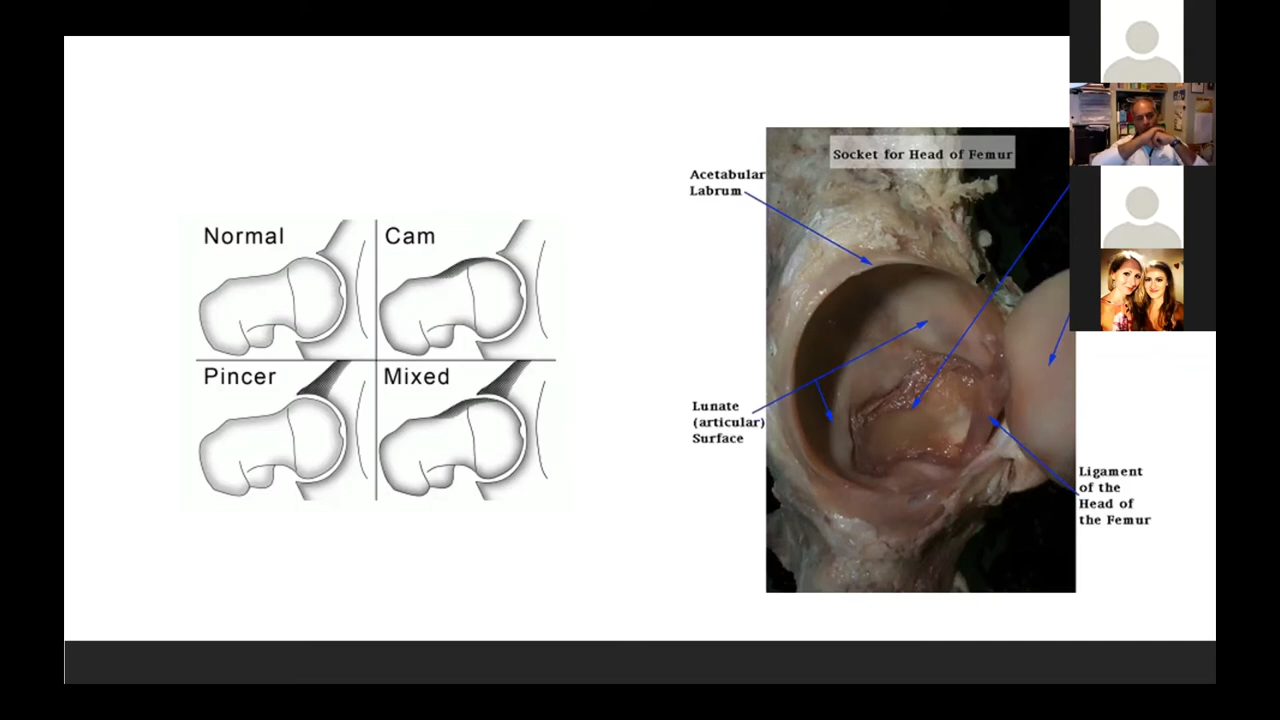 Normal
Cam
Pincer
Mixed
Socket for Head of Femur
Acetabular
Labrum
Lunate
(articular)
Surface
Ligament
of the
Head of
the Femur